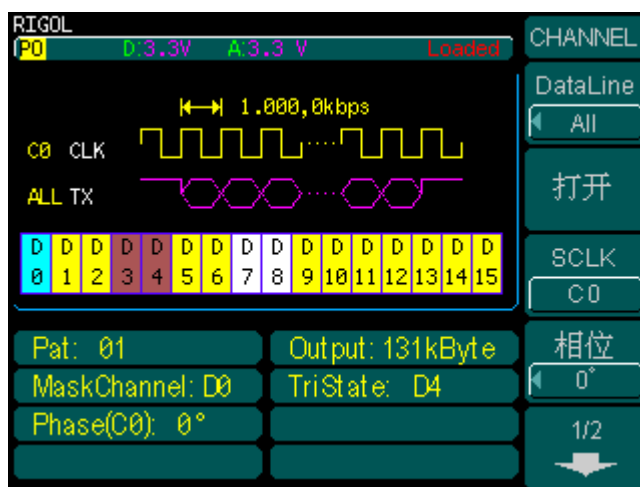 RIGOL
P0 D:3.3V A:3.3 V Loaded
1.000,0kbps
C0 CLK
ALL TX
D D D D D D D D D D D D D D D D
0 1 2 3 4 5 6 7 8 9 10 11 12 13 14 15
Pat: 01
Output: 131kByte
MaskChannel: D0
TriState: D4
Phase(C0): 0°
CHANNEL
DataLine
All
打开
SCLK
C0
相位
0°
1/2